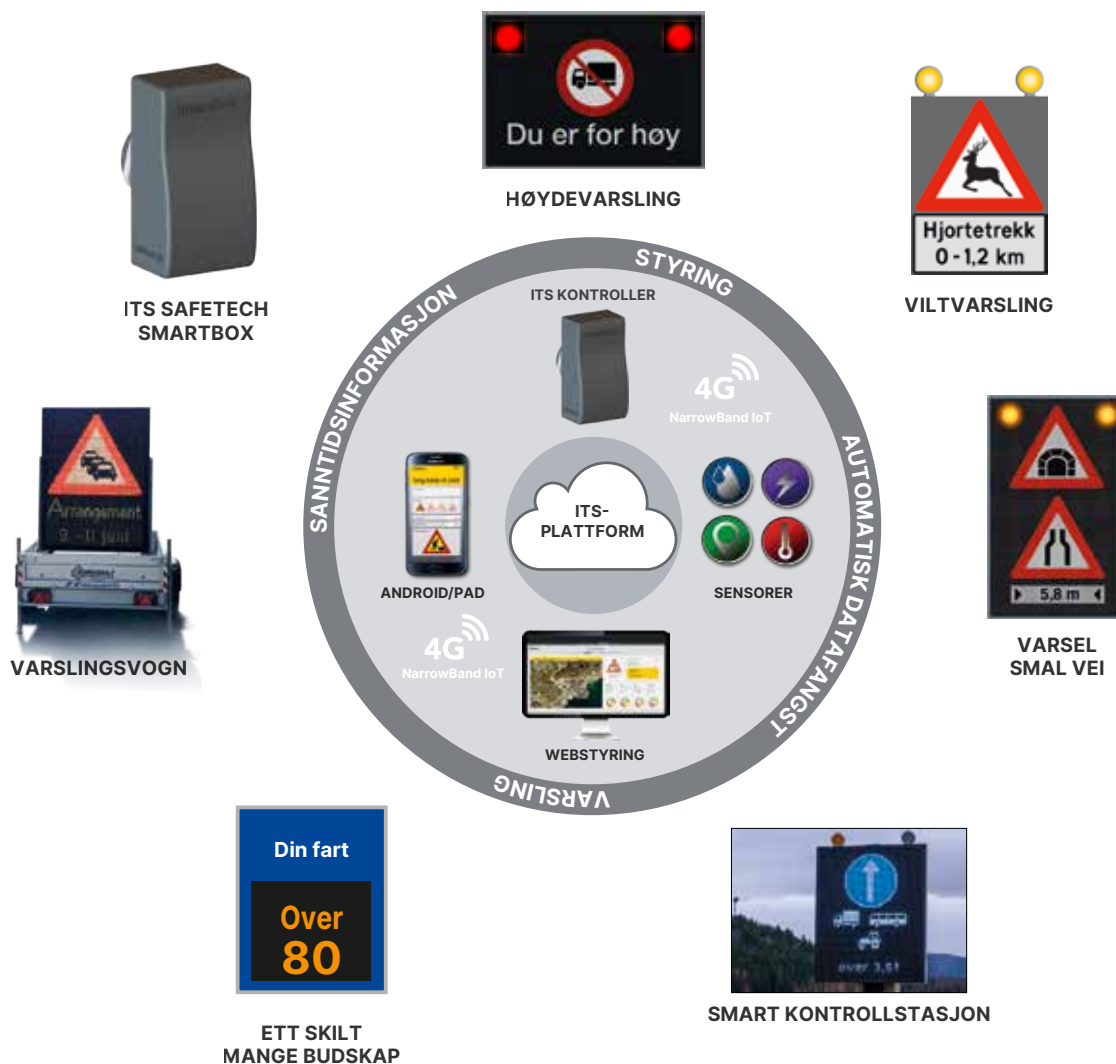 Du er for høy
HØYDEVARSLING
Hjortetrekk
0-1,2 km
VILTVARSLING
ITS SAFETECH
SMARTBOX
STYRING
SANNTIDSINFORMASJON
AUTOMATISK DATAFANGST
VARSLING
ITS KONTROLLER
4G
NarrowBand IoT
ITS-
PLATTFORM
ANDROID/PAD
SENSORER
4G
NarrowBand IoT
WEBSTYRING
Arrangement
9.-11 juni
VARSLINGSVOGN
5,8 m
VARSEL
SMAL VEI
Din fart
Over
80
ETT SKILT
MANGE BUDSKAP
over 3,5t
SMART KONTROLLSTASJON